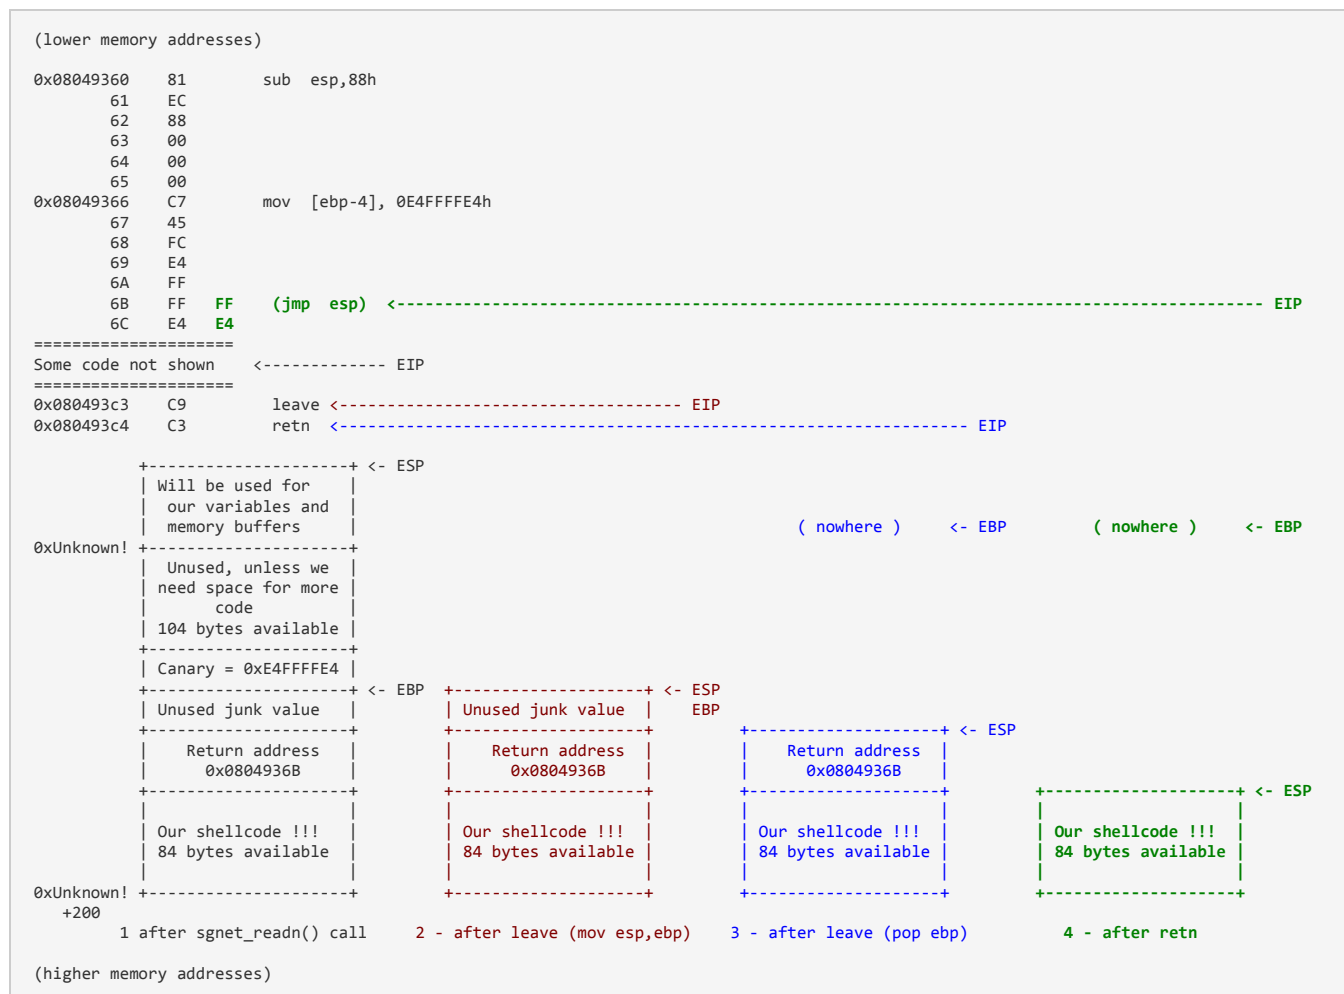 (lower memory addresses)
0x08049360    81        sub  esp,88h
        61    EC
        62    88
        63    00
        64    00
        65    00
0x08049366    C7        mov  [ebp-4], 0E4FFFFE4h
        67    45
        68    FC
        69    E4
        6A    FF
        6B    FF   FF    (jmp  esp)  <------------------------------------------------------------------------------------------- EIP
        6C    E4   E4
=====================
Some code not shown    <------------- EIP
=====================
0x080493c3    C9         leave <----------------------------------- EIP
0x080493c4    C3         retn  <------------------------------------------------------------------ EIP
           +---------------------+ <- ESP
           | Will be used for    |
           |  our variables and  |
           |  memory buffers     |                                              ( nowhere )     <- EBP         ( nowhere )     <- EBP
0xUnknown! +---------------------+
           |  Unused, unless we  |
           | need space for more |
           |       code          |
           | 104 bytes available |
           +---------------------+
           | Canary = 0xE4FFFFE4 |
           +---------------------+ <- EBP  +--------------------+ <- ESP
           | Unused junk value   |         | Unused junk value  |    EBP
           +---------------------+         +--------------------+         +--------------------+ <- ESP
           |    Return address   |         |    Return address  |         |    Return address  |
           |      0x0804936B     |         |      0x0804936B    |         |      0x0804936B    |
           +---------------------+         +--------------------+         +--------------------+         +--------------------+ <- ESP
           |                     |         |                    |         |                    |         |                    |
           | Our shellcode !!!   |         | Our shellcode !!!  |         | Our shellcode !!!  |         | Our shellcode !!!  |
           | 84 bytes available  |         | 84 bytes available |         | 84 bytes available |         | 84 bytes available |
           |                     |         |                    |         |                    |         |                    |
0xUnknown! +---------------------+         +--------------------+         +--------------------+         +--------------------+
   +200
         1 after sgnet_readn() call     2 - after leave (mov esp,ebp)    3 - after leave (pop ebp)          4 - after retn
(higher memory addresses)